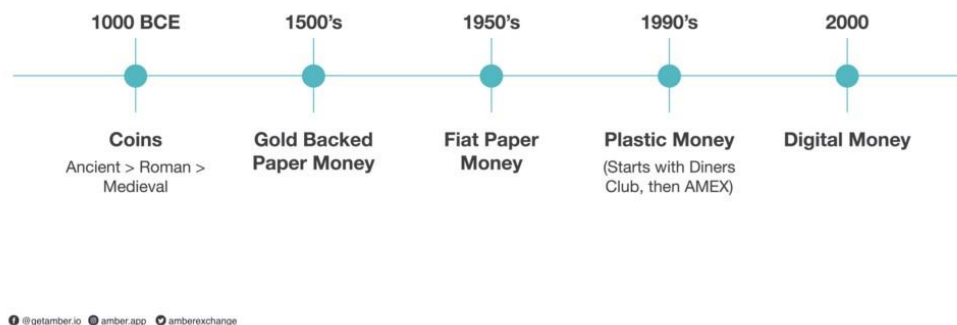 1000 BCE
1500's
1950's
1990's
2000
Coins
Ancient > Roman >
Medieval
Gold Backed
Paper Money
Fiat Paper
Money
Plastic Money
(Starts with Diners
Club, then AMEX)
Digital Money
@getamber.io amber.app amberexchange